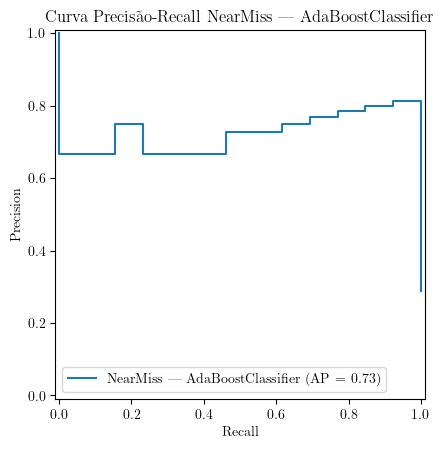 Curva Precisão-Recall NearMiss — AdaBoostClassifier
1.0
0.8
0.6
0.4
0.2
0.0
Precision
NearMiss — AdaBoostClassifier (AP = 0.73)
0.0 0.2 0.4 0.6 0.8 1.0
Recall